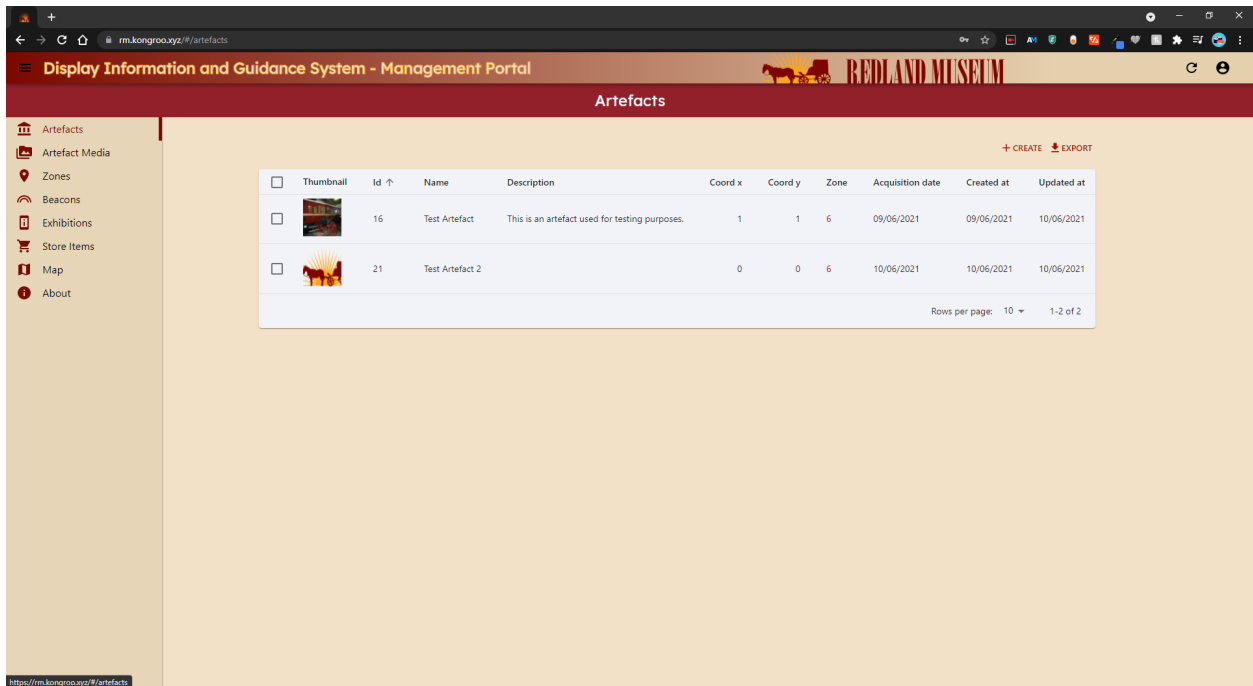 rm.kongroo.xyz/#/artefacts
Display Information and Guidance System - Management Portal
REDLAND MUSEUM
Artefacts
Artefacts
Artefact Media
Zones
Beacons
Exhibitions
Store Items
Map
About
+ CREATE EXPORT
Thumbnail Id ↑ Name Description Coord x Coord y Zone Acquisition date Created at Updated at
16 Test Artefact This is an artefact used for testing purposes. 1 1 6 09/06/2021 09/06/2021 10/06/2021
21 Test Artefact 2 0 0 6 10/06/2021 10/06/2021 10/06/2021
Rows per page: 10 1-2 of 2
https://rm.kongroo.xyz/#/artefacts